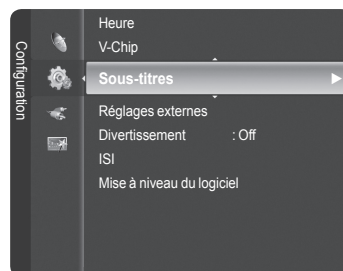 Configuration
Heure
V-Chip
Sous-titres
Réglages externes
Divertissement : Off
ISI
Mise à niveau du logiciel